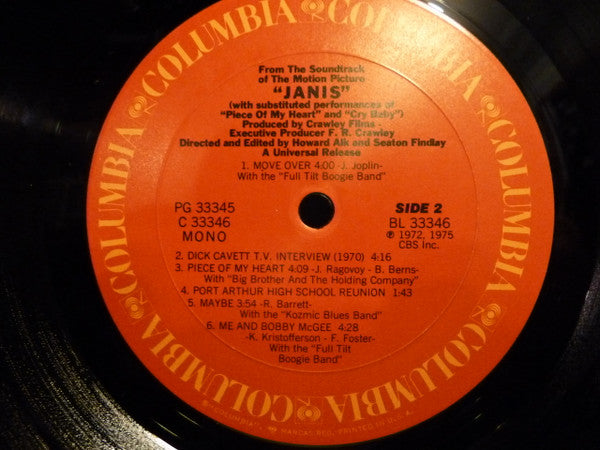 COLUMBIA COLUMBIA COLUMBIA COLUMBIA COLUMBIA COLUMBIA
From The Soundtrack
of The Motion Picture
"JANIS"
(with substituted performances of
"Piece Of My Heart" and "Cry Baby")
Produced by Crawley Films -
Executive Producer F. R. Crawley
Directed and Edited by Howard Alk and Seaton Findlay
A Universal Release
1. MOVE OVER 4:00 -J. Joplin-
With the "Full Tilt Boogie Band"
PG 33345
C 33346
MONO
SIDE 2
BL 33346
℗ 1972, 1975
CBS Inc.
2. DICK CAVETT T.V. INTERVIEW (1970) 4:16
3. PIECE OF MY HEART 4:09 -J. Ragovoy - B. Berns-
With "Big Brother And The Holding Company"
4. PORT ARTHUR HIGH SCHOOL REUNION 1:43
5. MAYBE 3:54 -R. Barrett-
With the "Kozmic Blues Band"
6. ME AND BOBBY McGEE 4:28
-K. Kristofferson - F. Foster-
With the "Full Tilt
Boogie Band"
® "COLUMBIA", MARCAS REG. PRINTED IN U.S.A.